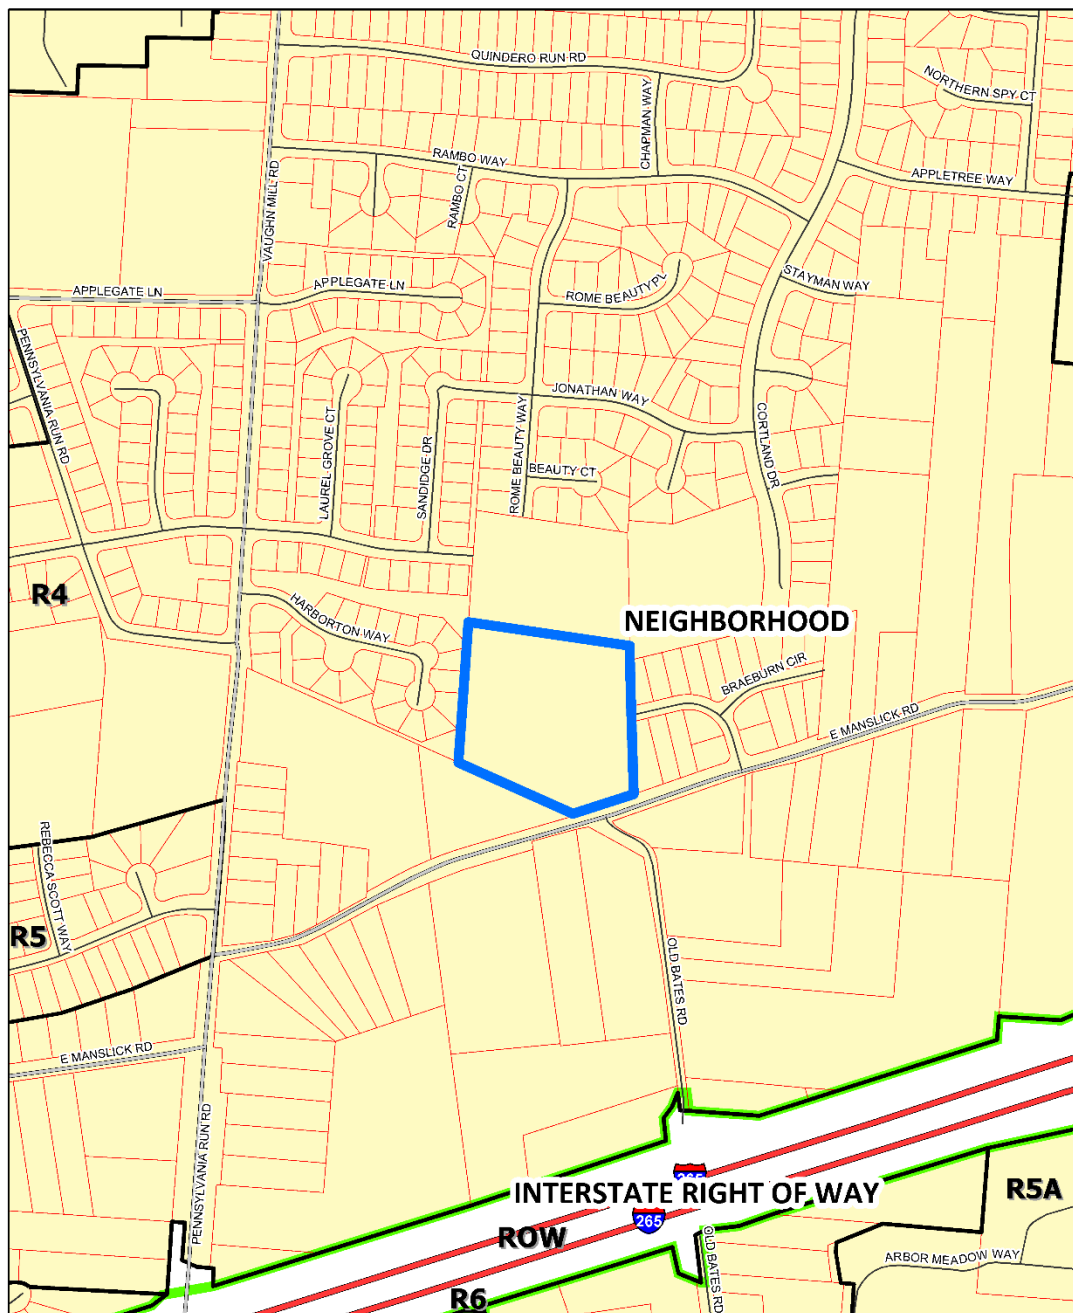 QUINDERO RUN RD
NORTHERN SPY CT
CHAPMAN WAY
RAMBO WAY
RAMBO CT
APPLETREE WAY
VAUGHN MILL RD
STAYMAN WAY
APPLEGATE LN
APPLEGATE LN
ROME BEAUTY PL
PENNSYLVANIA RUN RD
JONATHAN WAY
CORTLAND DR
LAUREL GROVE CT
SANDIDGE DR
ROME BEAUTY WAY
BEAUTY CT
R4
HARBORTON WAY
NEIGHBORHOOD
BRAEBURN CIR
E MANSLICK RD
REBECCA SCOTT WAY
R5
OLD BATES RD
E MANSLICK RD
PENNSYLVANIA RUN RD
INTERSTATE RIGHT OF WAY
R5A
265
ROW
OLD BATES RD
ARBOR MEADOW WAY
R6